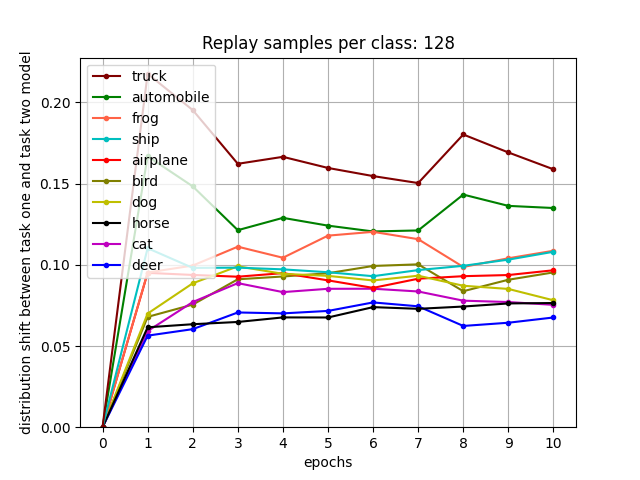 Replay samples per class: 128
distribution shift between task one and task two model
0.20
0.15
0.10
0.05
0.00
truck
automobile
frog
ship
airplane
bird
dog
horse
cat
deer
0 1 2 3 4 5 6 7 8 9 10
epochs